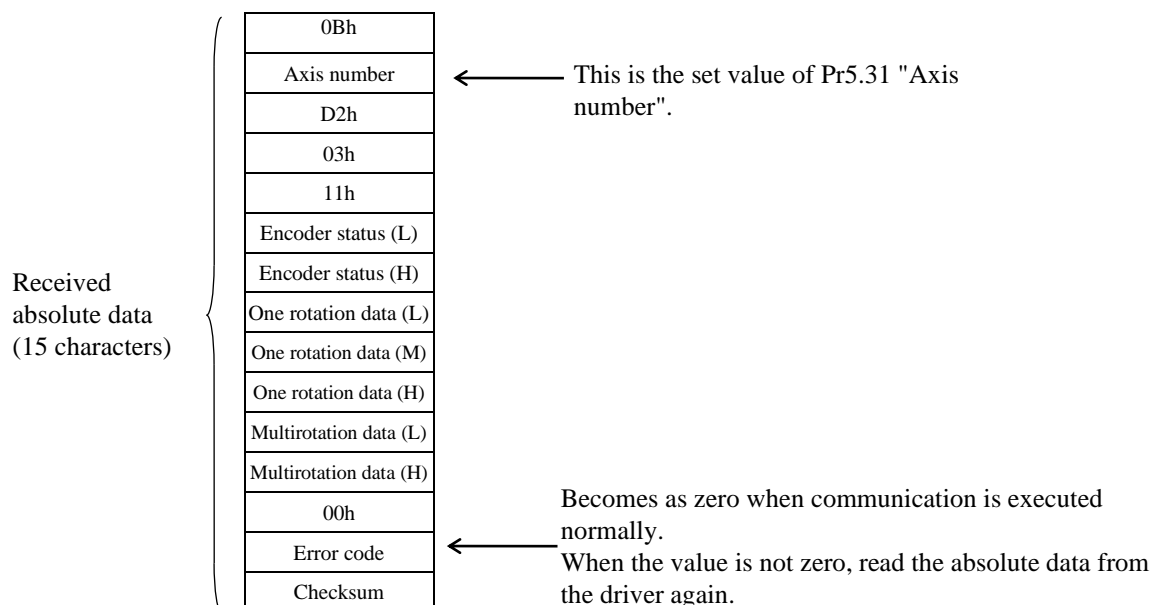 0Bh
Axis number
This is the set value of Pr5.31 "Axis
number".
D2h
03h
11h
Encoder status (L)
Encoder status (H)
Received
absolute data
(15 characters)
One rotation data (L)
One rotation data (M)
One rotation data (H)
Multirotation data (L)
Multirotation data (H)
00h
Error code
Checksum
Becomes as zero when communication is executed
normally.
When the value is not zero, read the absolute data from
the driver again.